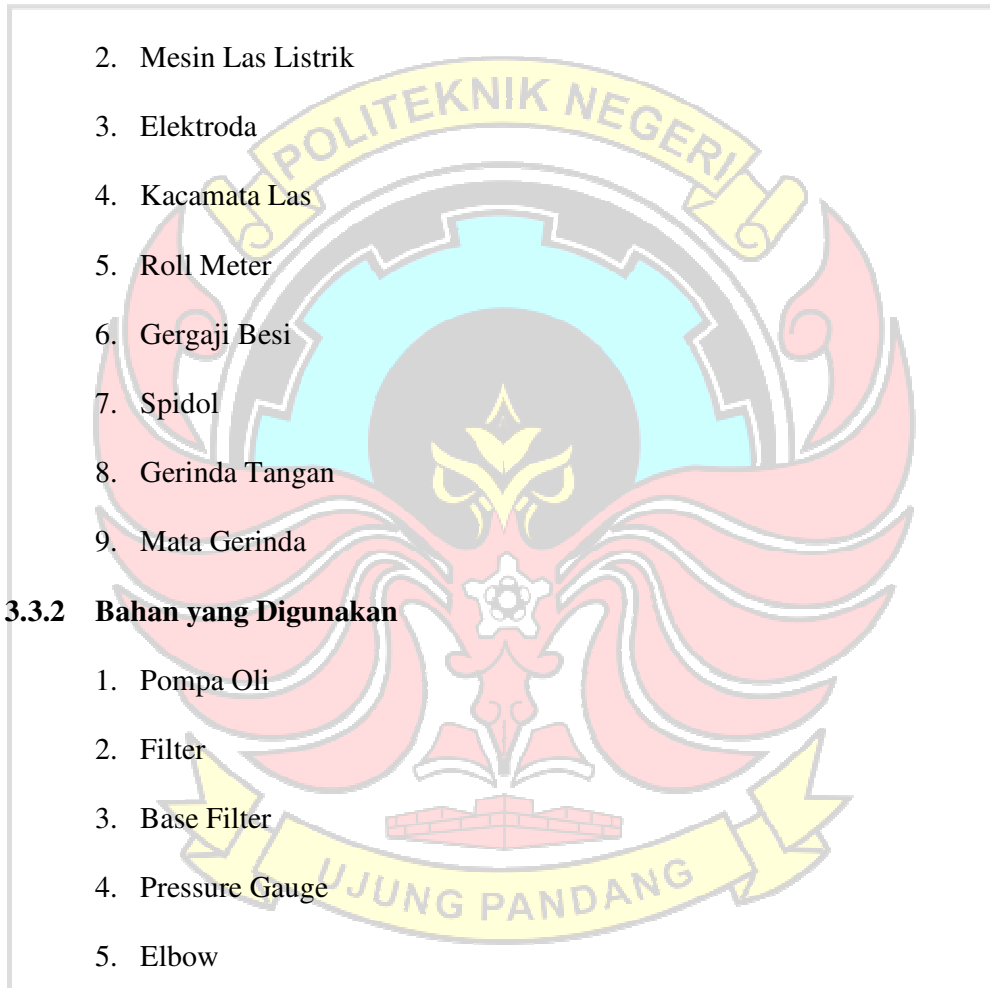 POLITEKNIK NEGERI
2. Mesin Las Listrik
3. Elektroda
4. Kacamata Las
5. Roll Meter
6. Gergaji Besi
7. Spidol
8. Gerinda Tangan
9. Mata Gerinda
3.3.2 Bahan yang Digunakan
1. Pompa Oli
2. Filter
3. Base Filter
4. Pressure Gauge
5. Elbow
UJUNG PANDANG